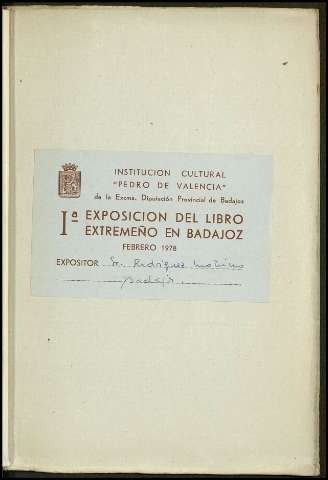 INSTITUCION CULTURAL
"PEDRO DE VALENCIA"
de la Excma. Diputación Provincial de Badajoz
Iª EXPOSICION DEL LIBRO
EXTREMEÑO EN BADAJOZ
FEBRERO 1978
EXPOSITOR Sr. Rodríguez Moñino
Badajoz